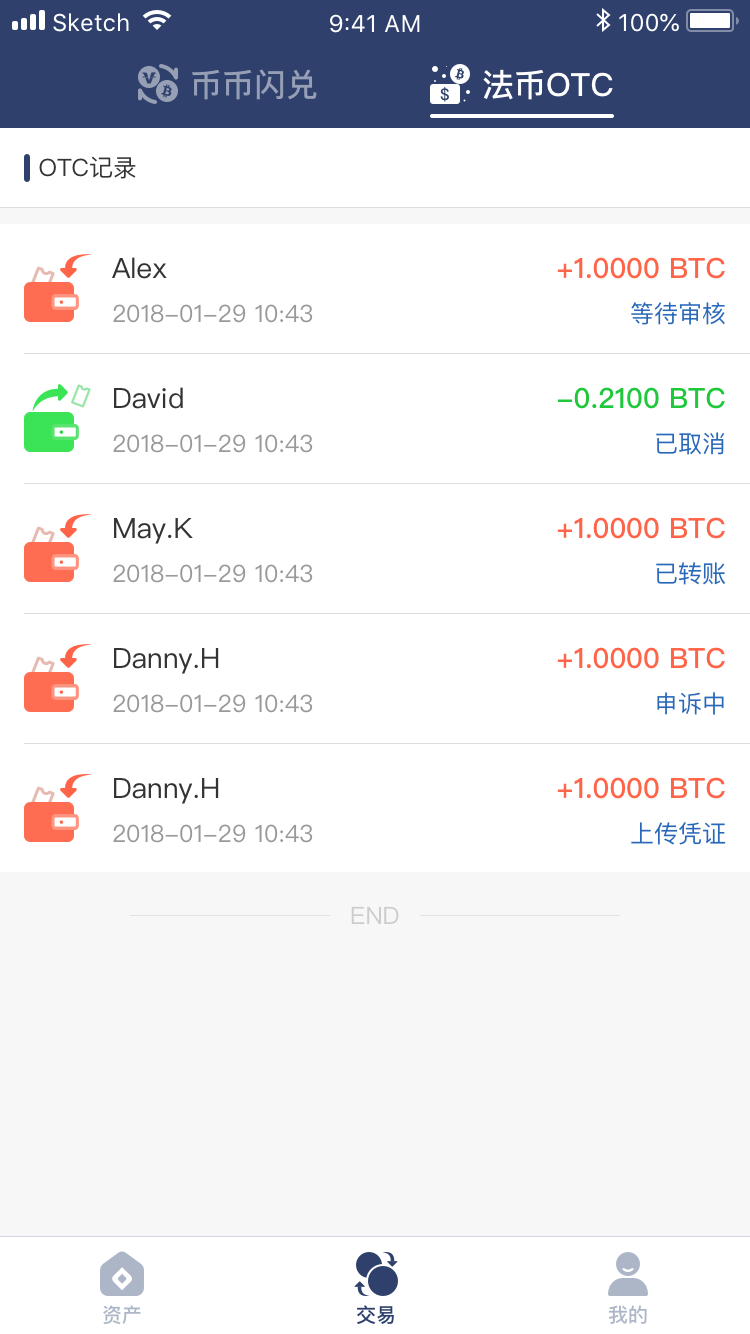 Sketch 9:41 AM 100%
币币闪兑 法币OTC
OTC记录
Alex +1.0000 BTC
2018-01-29 10:43 等待审核
David -0.2100 BTC
2018-01-29 10:43 已取消
May.K +1.0000 BTC
2018-01-29 10:43 已转账
Danny.H +1.0000 BTC
2018-01-29 10:43 申诉中
Danny.H +1.0000 BTC
2018-01-29 10:43 上传凭证
END
资产 交易 我的